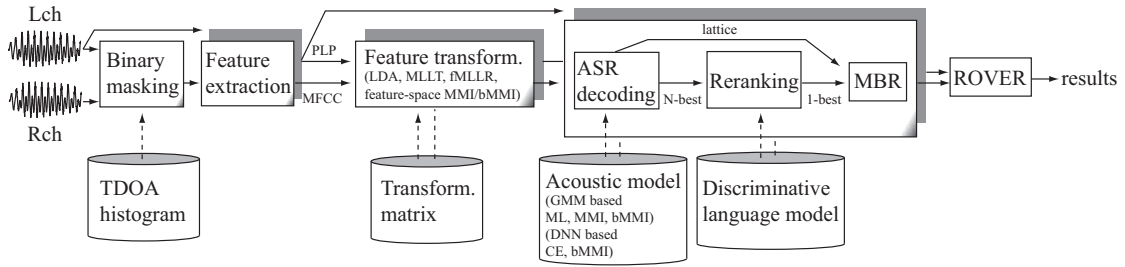 Lch
Rch
Binary
masking
Feature
extraction
PLP
MFCC
Feature transform.
(LDA, MLLT, fMLLR,
feature-space MMI/bMMI)
lattice
ASR
decoding
N-best
Reranking
1-best
MBR
ROVER
results
TDOA
histogram
Transform.
matrix
Acoustic model
(GMM based
ML, MMI, bMMI)
(DNN based
CE, bMMI)
Discriminative
language model